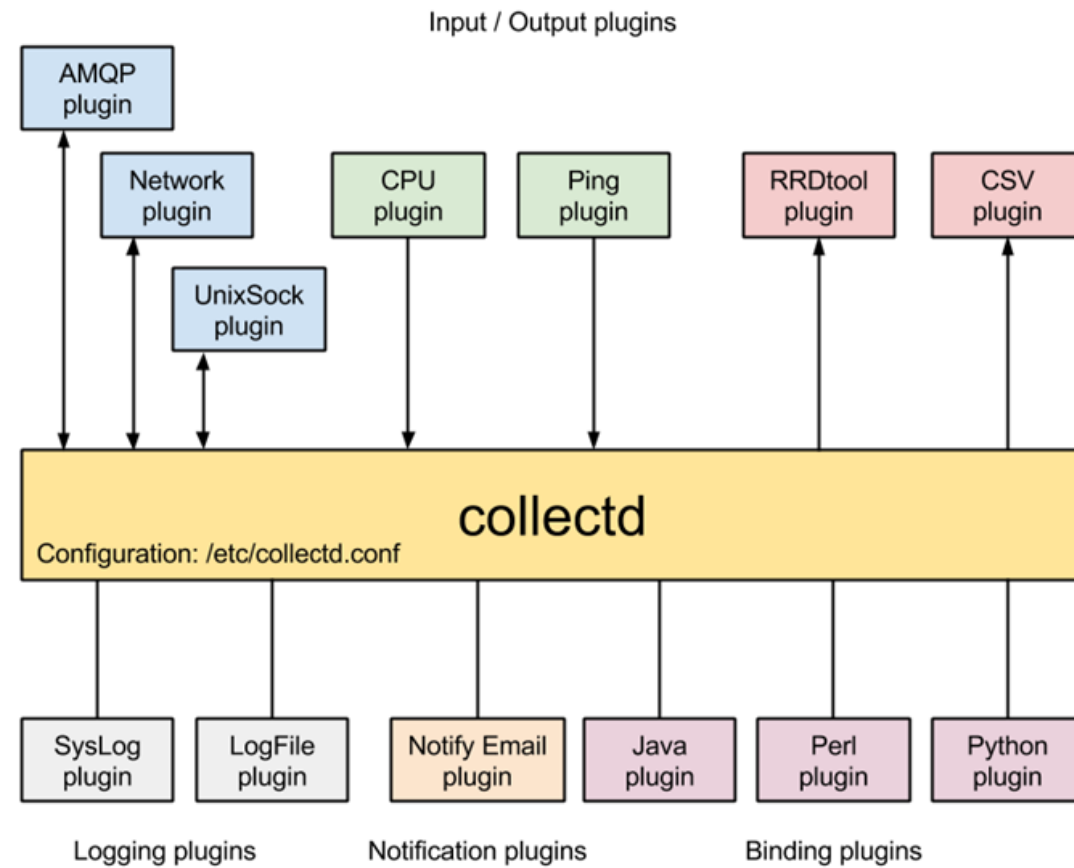 Input / Output plugins
AMQP
plugin
Network
plugin
CPU
plugin
Ping
plugin
RRDtool
plugin
CSV
plugin
UnixSock
plugin
collectd
Configuration: /etc/collectd.conf
SysLog
plugin
LogFile
plugin
Notify Email
plugin
Java
plugin
Perl
plugin
Python
plugin
Logging plugins
Notification plugins
Binding plugins